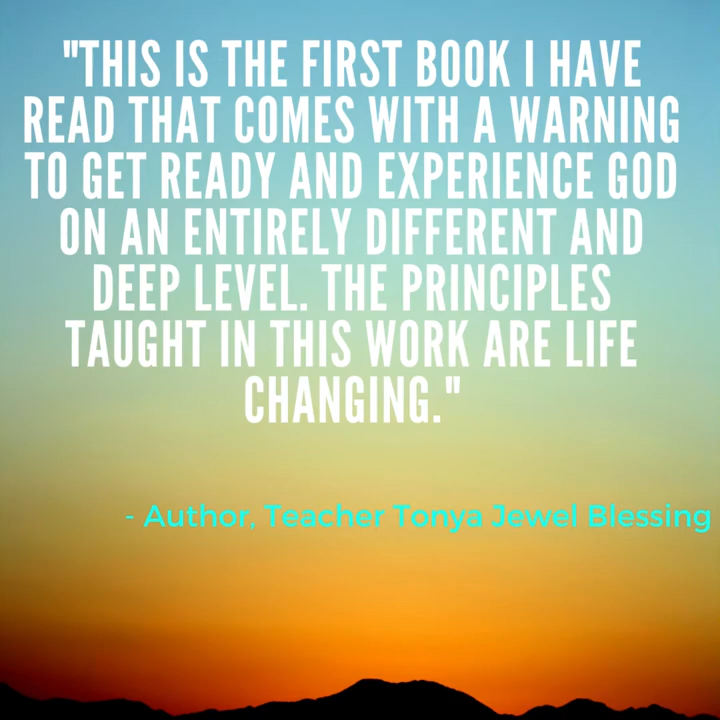 "THIS IS THE FIRST BOOK I HAVE
READ THAT COMES WITH A WARNING
TO GET READY AND EXPERIENCE GOD
ON AN ENTIRELY DIFFERENT AND
DEEP LEVEL. THE PRINCIPLES
TAUGHT IN THIS WORK ARE LIFE
CHANGING."
- Author, Teacher Tonya Jewel Blessing